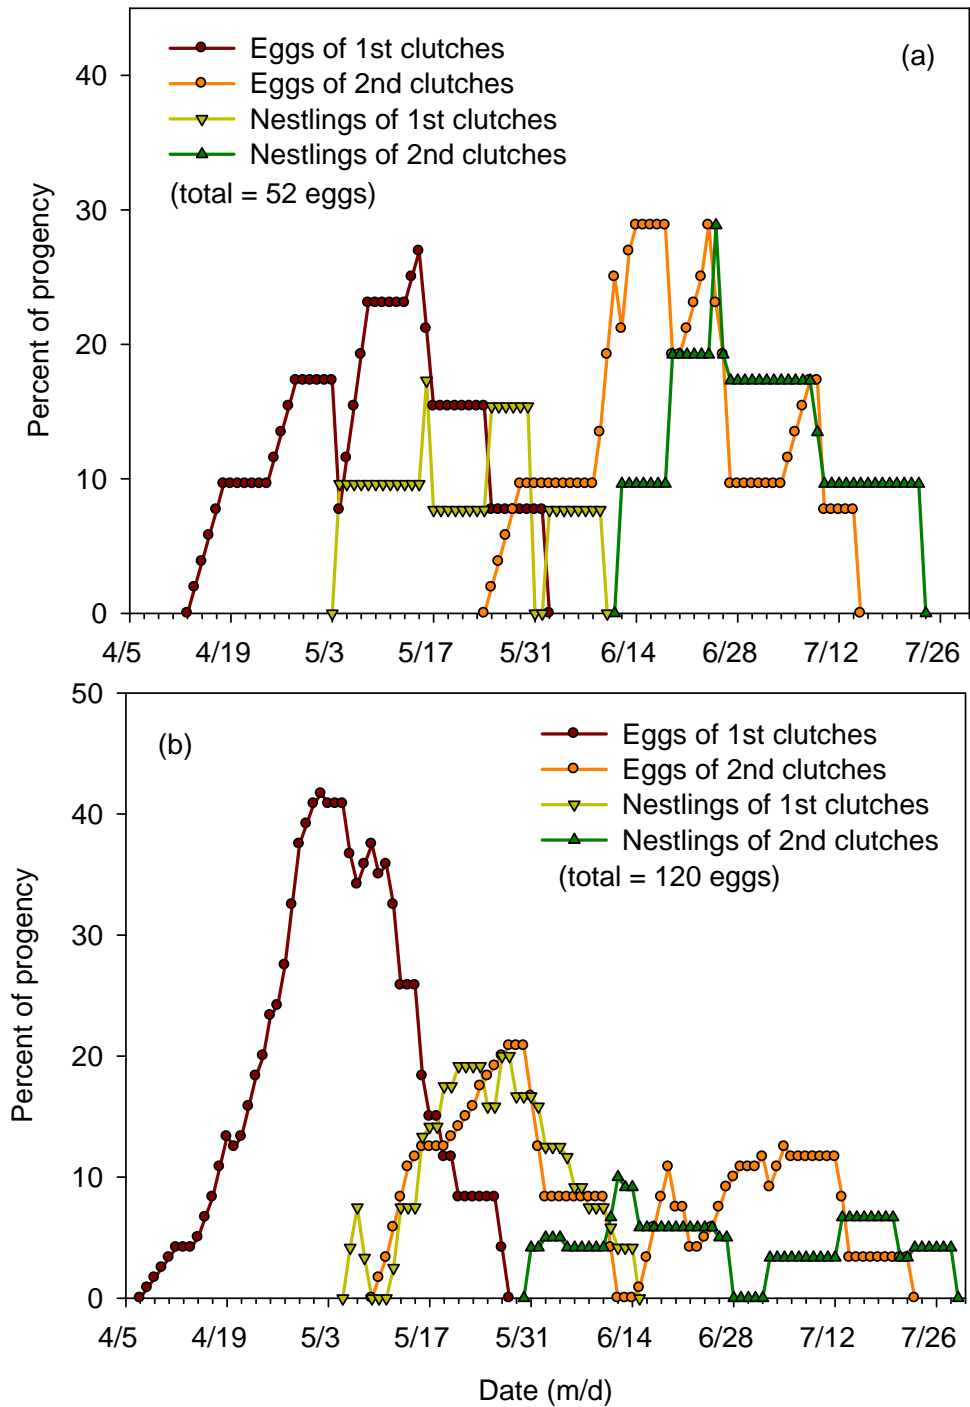 (a)
Eggs of 1st clutches
Eggs of 2nd clutches
Nestlings of 1st clutches
Nestlings of 2nd clutches
(total = 52 eggs)
Percent of progency
40
30
20
10
0
4/5 4/19 5/3 5/17 5/31 6/14 6/28 7/12 7/26
(b)
Eggs of 1st clutches
Eggs of 2nd clutches
Nestlings of 1st clutches
Nestlings of 2nd clutches
(total = 120 eggs)
Percent of progency
50
40
30
20
10
0
4/5 4/19 5/3 5/17 5/31 6/14 6/28 7/12 7/26
Date (m/d)